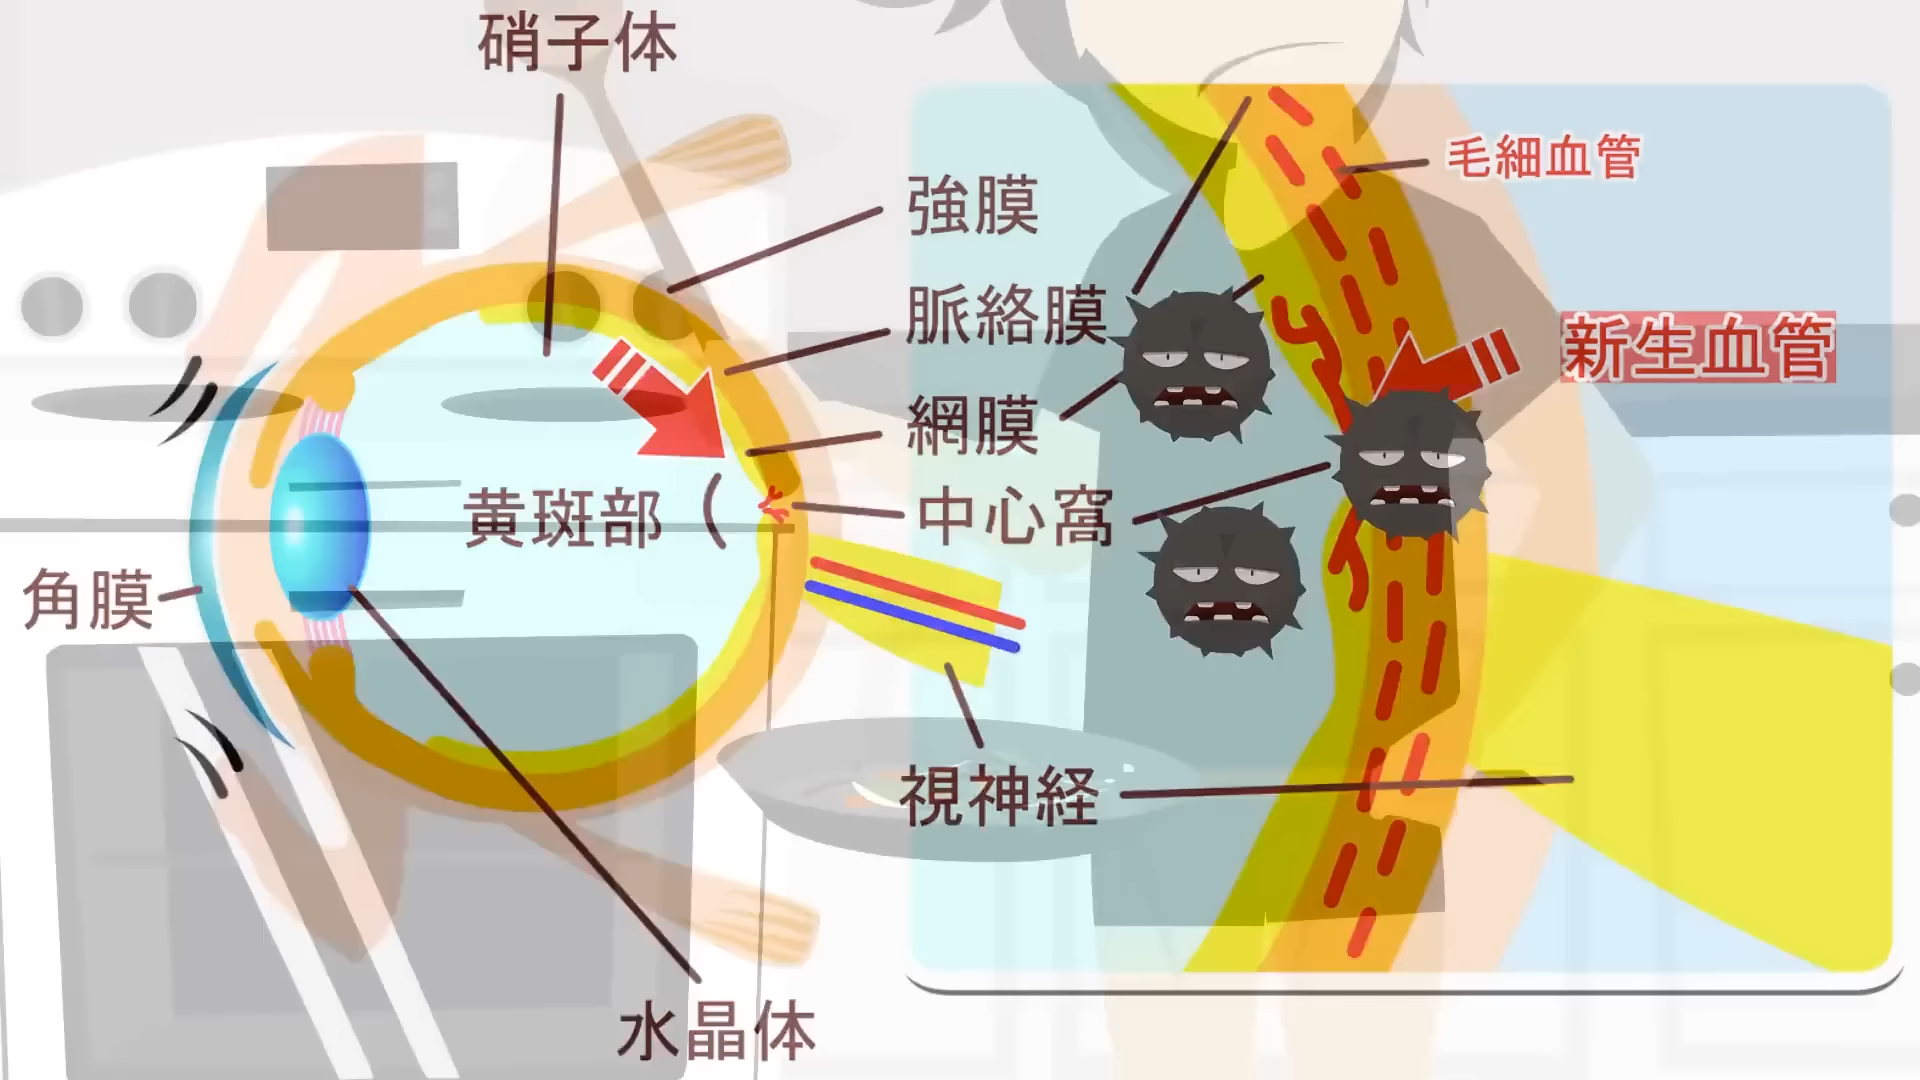 硝子体
強膜
脈絡膜
網膜
黄斑部 (
中心窩
角膜
視神経
水晶体
毛細血管
新生血管